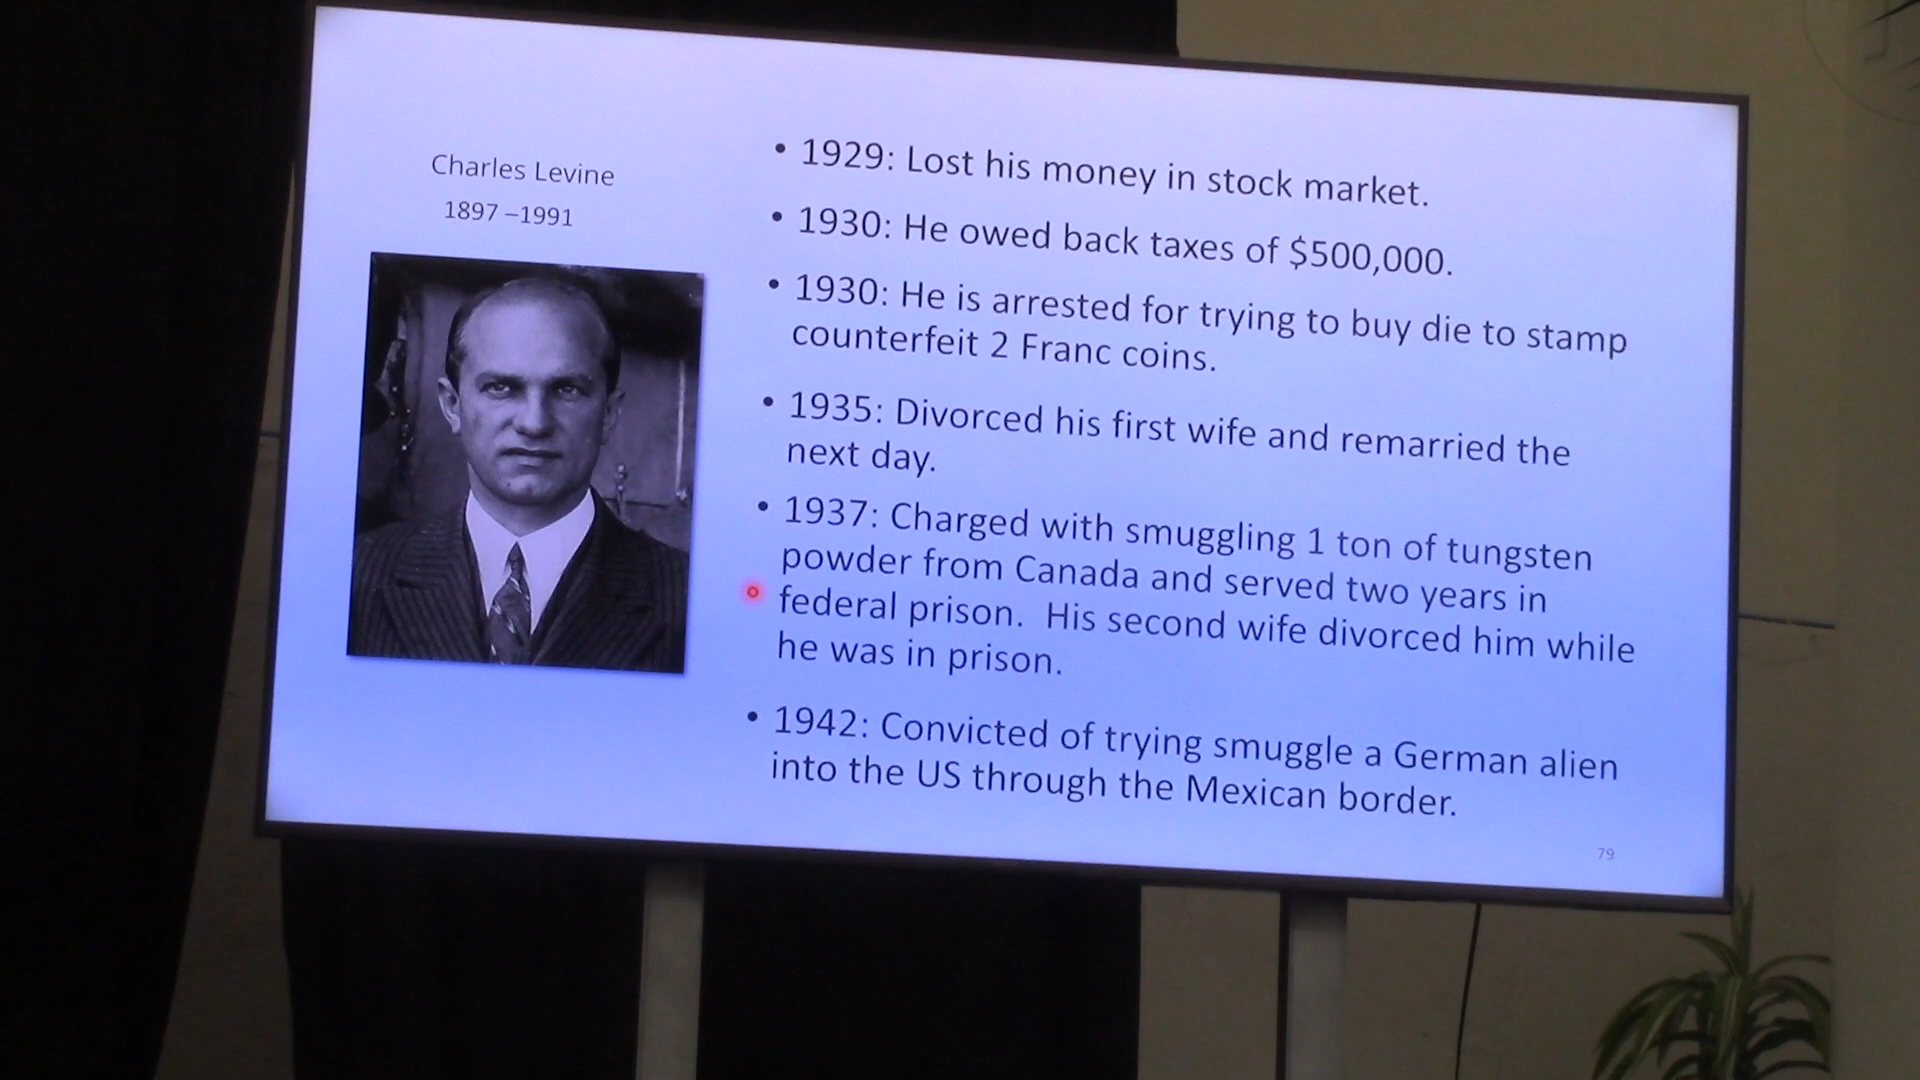 Charles Levine
1897 –1991
• 1929: Lost his money in stock market.
• 1930: He owed back taxes of $500,000.
• 1930: He is arrested for trying to buy die to stamp
counterfeit 2 Franc coins.
• 1935: Divorced his first wife and remarried the
next day.
• 1937: Charged with smuggling 1 ton of tungsten
powder from Canada and served two years in
federal prison.  His second wife divorced him while
he was in prison.
• 1942: Convicted of trying smuggle a German alien
into the US through the Mexican border.
79